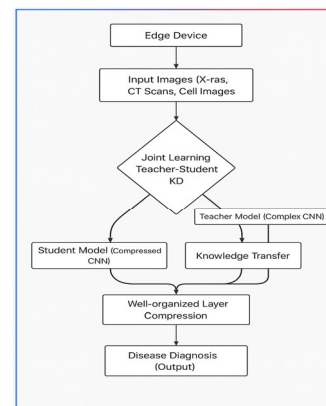 Edge Device
Input Images (X-ras,
CT Scans, Cell Images
Joint Learning
Teacher-Student
KD
Teacher Model (Complex CNN)
Student Model (Compressed
CNN)
Knowledge Transfer
Well-organized Layer
Compression
Disease Diagnosis
(Output)